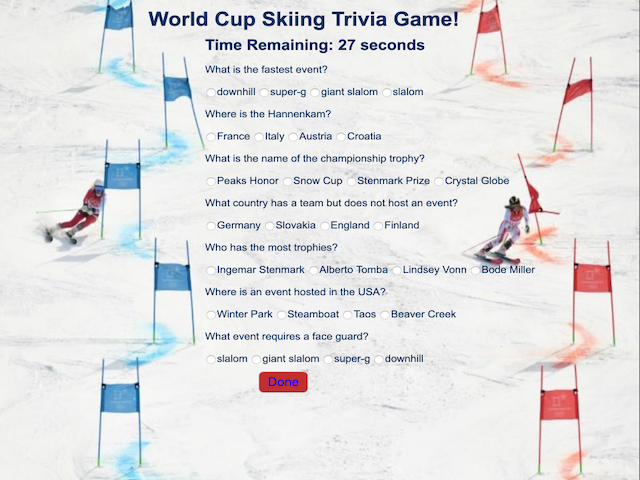 World Cup Skiing Trivia Game!
Time Remaining: 27 seconds
What is the fastest event?
downhill super-g giant slalom slalom
Where is the Hannenkam?
France Italy Austria Croatia
What is the name of the championship trophy?
Peaks Honor Snow Cup Stenmark Prize Crystal Globe
What country has a team but does not host an event?
Germany Slovakia England Finland
Who has the most trophies?
Ingemar Stenmark Alberto Tomba Lindsey Vonn Bode Miller
Where is an event hosted in the USA?
Winter Park Steamboat Taos Beaver Creek
What event requires a face guard?
slalom giant slalom super-g downhill
Done